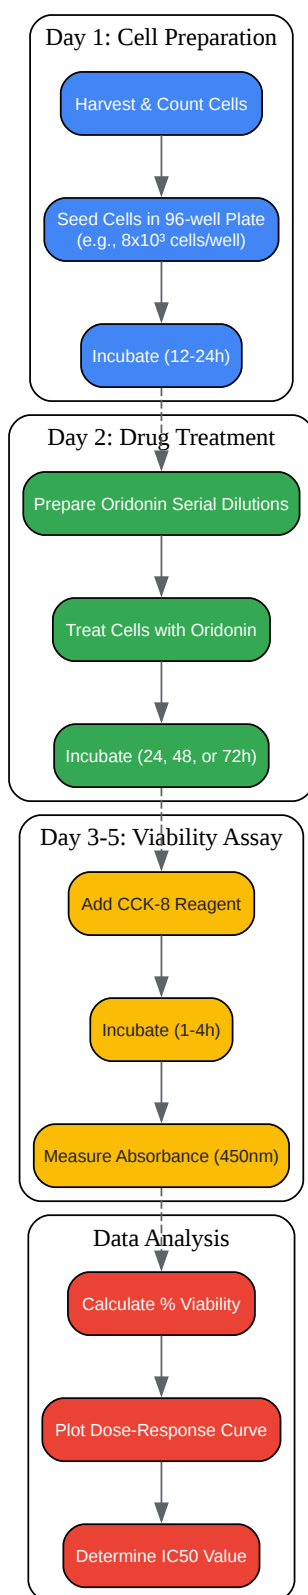 Day 1: Cell Preparation
Harvest & Count Cells
Seed Cells in 96-well Plate
(e.g., 8x10³ cells/well)
Incubate (12-24h)
Day 2: Drug Treatment
Prepare Oridonin Serial Dilutions
Treat Cells with Oridonin
Incubate (24, 48, or 72h)
Day 3-5: Viability Assay
Add CCK-8 Reagent
Incubate (1-4h)
Measure Absorbance (450nm)
Data Analysis
Calculate % Viability
Plot Dose-Response Curve
Determine IC50 Value